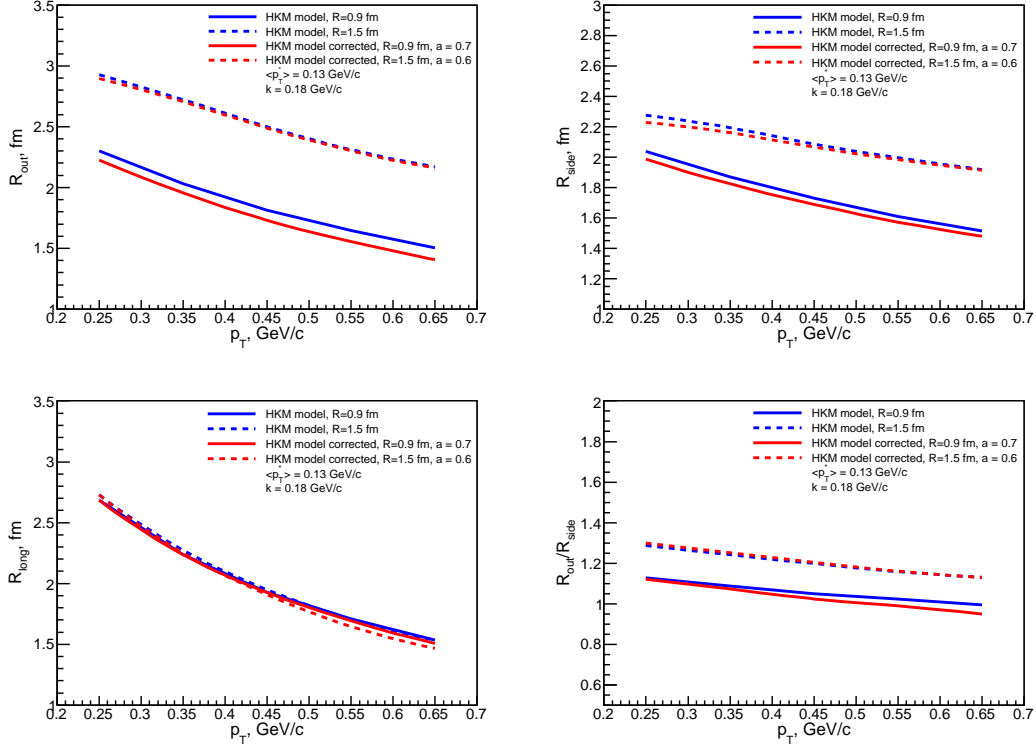 3.5
3
2.5
2
1.5
1
R_out, fm
HKM model, R=0.9 fm
HKM model, R=1.5 fm
HKM model corrected, R=0.9 fm, a = 0.7
HKM model corrected, R=1.5 fm, a = 0.6
<p*_T> = 0.13 GeV/c
k = 0.18 GeV/c
0.2 0.25 0.3 0.35 0.4 0.45 0.5 0.55 0.6 0.65 0.7
p_T, GeV/c
3
2.8
2.6
2.4
2.2
2
1.8
1.6
1.4
1.2
1
R_side, fm
HKM model, R=0.9 fm
HKM model, R=1.5 fm
HKM model corrected, R=0.9 fm, a = 0.7
HKM model corrected, R=1.5 fm, a = 0.6
<p*_T> = 0.13 GeV/c
k = 0.18 GeV/c
0.2 0.25 0.3 0.35 0.4 0.45 0.5 0.55 0.6 0.65 0.7
p_T, GeV/c
3.5
3
2.5
2
1.5
1
R_long, fm
HKM model, R=0.9 fm
HKM model, R=1.5 fm
HKM model corrected, R=0.9 fm, a = 0.7
HKM model corrected, R=1.5 fm, a = 0.6
<p*_T> = 0.13 GeV/c
k = 0.18 GeV/c
0.2 0.25 0.3 0.35 0.4 0.45 0.5 0.55 0.6 0.65 0.7
p_T, GeV/c
2
1.8
1.6
1.4
1.2
1
0.8
0.6
R_out/R_side
HKM model, R=0.9 fm
HKM model, R=1.5 fm
HKM model corrected, R=0.9 fm, a = 0.7
HKM model corrected, R=1.5 fm, a = 0.6
<p*_T> = 0.13 GeV/c
k = 0.18 GeV/c
0.2 0.25 0.3 0.35 0.4 0.45 0.5 0.55 0.6 0.65 0.7
p_T, GeV/c